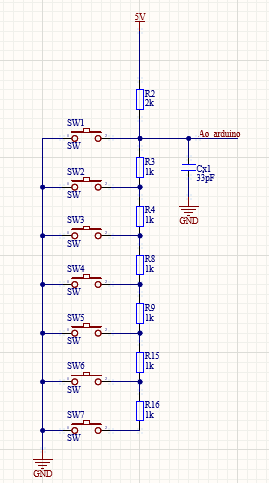 5V
R2
2k
Ao arduino
SW1
SW
R3
1k
Cx1
33pF
SW2
SW
R4
1k
GND
SW3
SW
R8
1k
SW4
SW
R9
1k
SW5
SW
R15
1k
SW6
SW
R16
1k
SW7
SW
GND